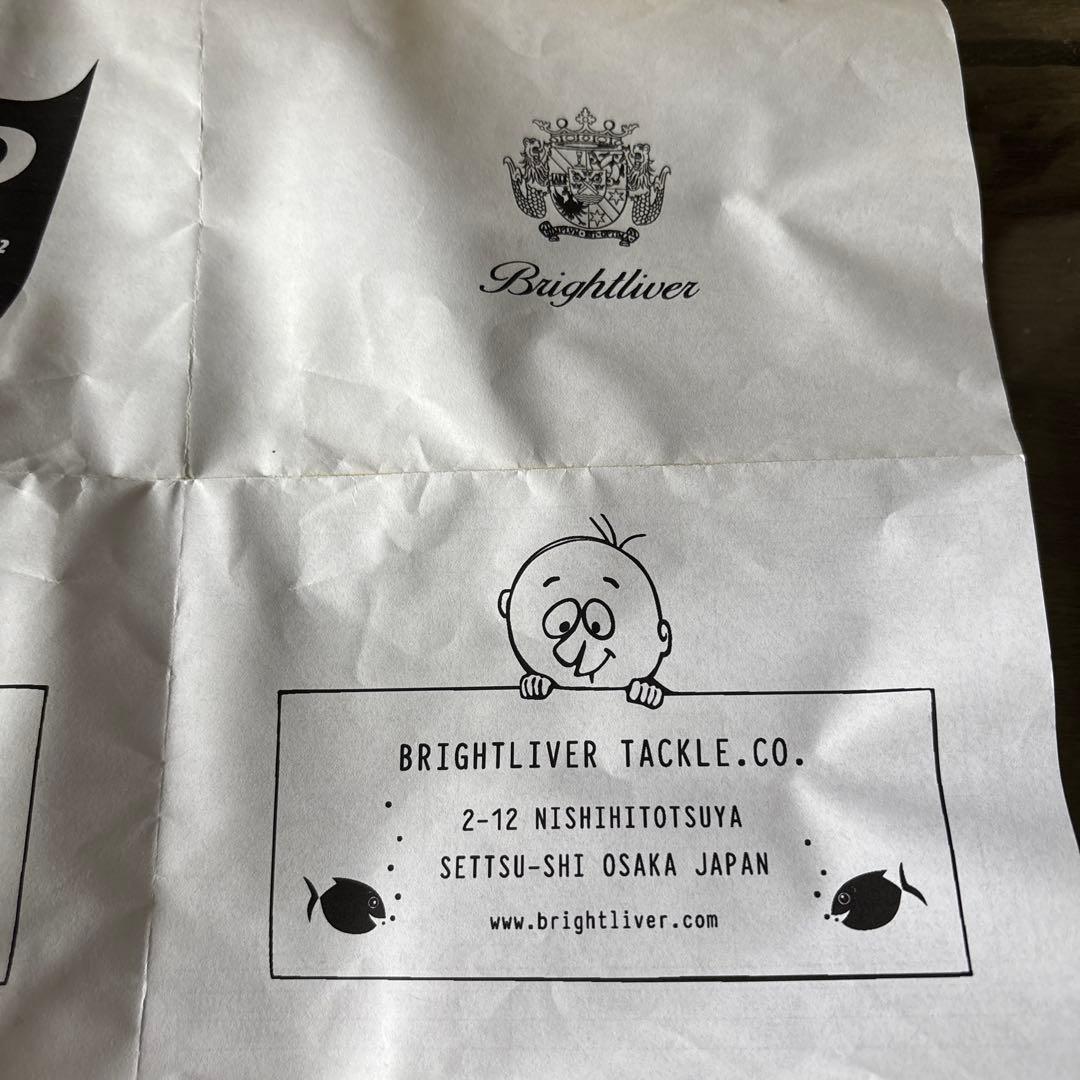 Brightliver
BRIGHTLIVER TACKLE.CO.
2-12 NISHIHITOTSUYA
SETTSU-SHI OSAKA JAPAN
www.brightliver.com